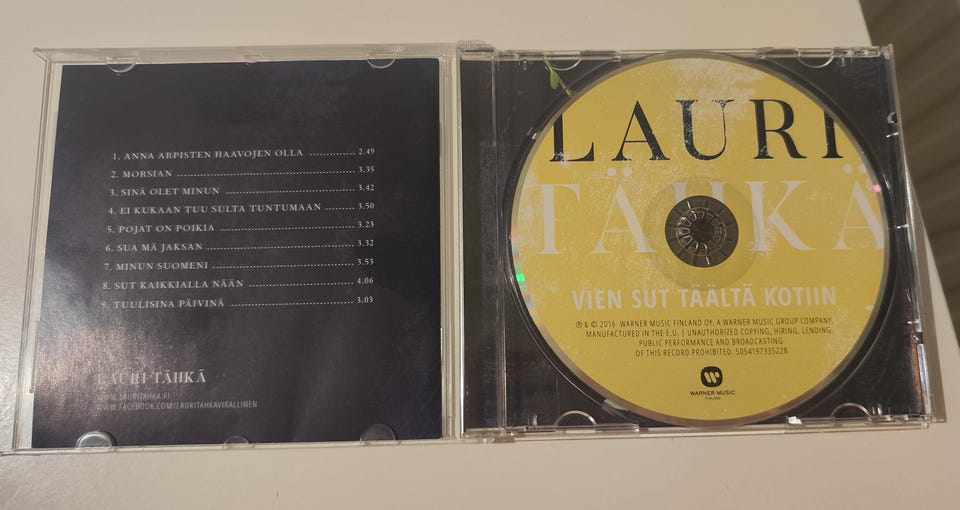 1. ANNA ARPISTEN HAAVOJEN OLLA 2.49
2. MORSIAN 3.35
3. SINÄ OLET MINUN 3.42
4. EI KUKAAN TUU SULTA TUNTUMAAN 3.50
5. POJAT ON POIKIA 3.23
6. SUA MÄ JAKSAN 3.32
7. MINUN SUOMENI 3.53
8. SUT KAIKKIALLA NÄÄN 4.06
9. TUULISINA PÄIVINÄ 3.03
LAURI TÄHKÄ
WWW.LAURITAHKA.FI
WWW.FACEBOOK.COM/LAURITAHKAVIRALLINEN
LAURI
TÄHKÄ
VIEN SUT TÄÄLTÄ KOTIIN
℗ & © 2016 WARNER MUSIC FINLAND OY, A WARNER MUSIC GROUP COMPANY.
MANUFACTURED IN THE E.U. | UNAUTHORIZED COPYING, HIRING, LENDING,
PUBLIC PERFORMANCE AND BROADCASTING
OF THIS RECORD PROHIBITED. 5054197335228
WARNER MUSIC
FINLAND